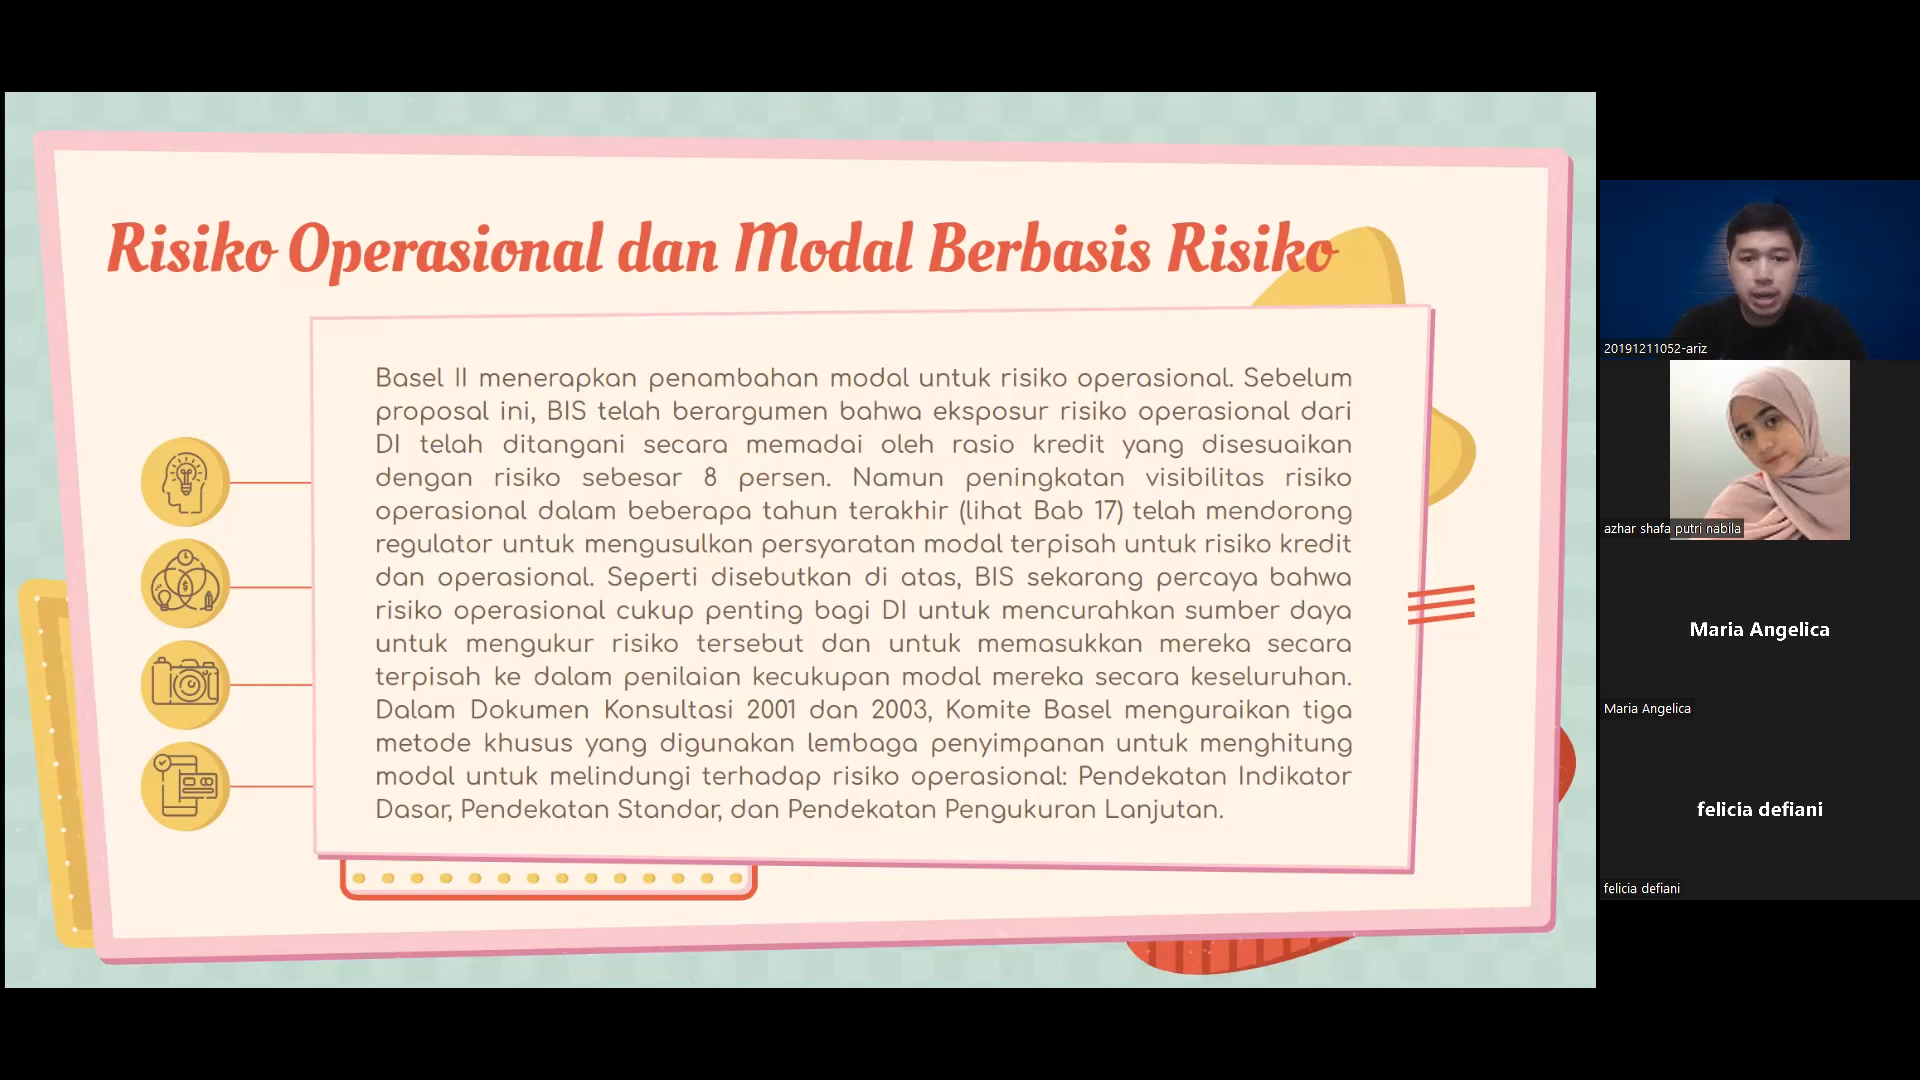 Risiko Operasional dan Modal Berbasis Risiko
Basel II menerapkan penambahan modal untuk risiko operasional. Sebelum
proposal ini, BIS telah berargumen bahwa eksposur risiko operasional dari
DI telah ditangani secara memadai oleh rasio kredit yang disesuaikan
dengan risiko sebesar 8 persen. Namun peningkatan visibilitas risiko
operasional dalam beberapa tahun terakhir (lihat Bab 17) telah mendorong
regulator untuk mengusulkan persyaratan modal terpisah untuk risiko kredit
dan operasional. Seperti disebutkan di atas, BIS sekarang percaya bahwa
risiko operasional cukup penting bagi DI untuk mencurahkan sumber daya
untuk mengukur risiko tersebut dan untuk memasukkan mereka secara
terpisah ke dalam penilaian kecukupan modal mereka secara keseluruhan.
Dalam Dokumen Konsultasi 2001 dan 2003, Komite Basel menguraikan tiga
metode khusus yang digunakan lembaga penyimpanan untuk menghitung
modal untuk melindungi terhadap risiko operasional: Pendekatan Indikator
Dasar, Pendekatan Standar, dan Pendekatan Pengukuran Lanjutan.
20191211052-ariz
azhar shafa putri nabila
Maria Angelica
Maria Angelica
felicia defiani
felicia defiani